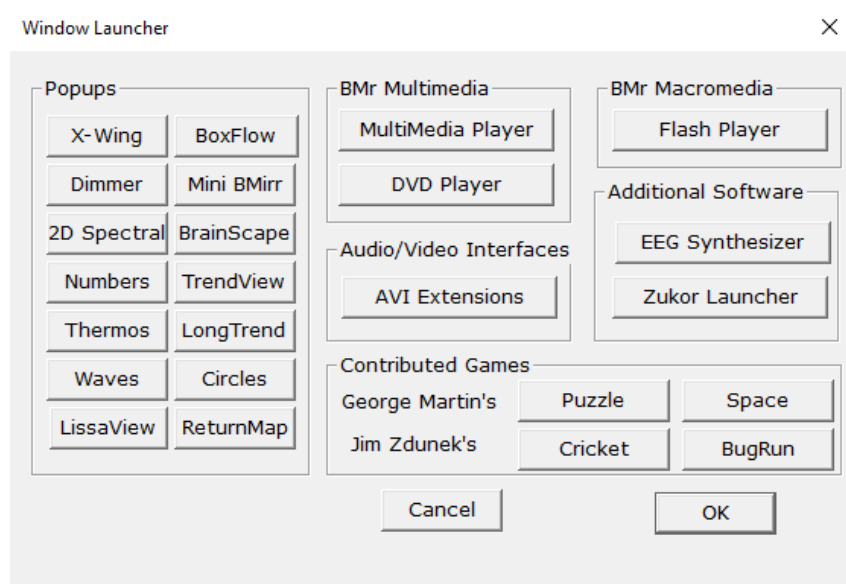 Window Launcher
Popups
X-Wing BoxFlow
Dimmer Mini BMirr
2D Spectral BrainScape
Numbers TrendView
Thermos LongTrend
Waves Circles
LissaView ReturnMap
BMr Multimedia
MultiMedia Player
DVD Player
Audio/Video Interfaces
AVI Extensions
BMr Macromedia
Flash Player
Additional Software
EEG Synthesizer
Zukor Launcher
Contributed Games
George Martin's Puzzle Space
Jim Zdunek's Cricket BugRun
Cancel OK